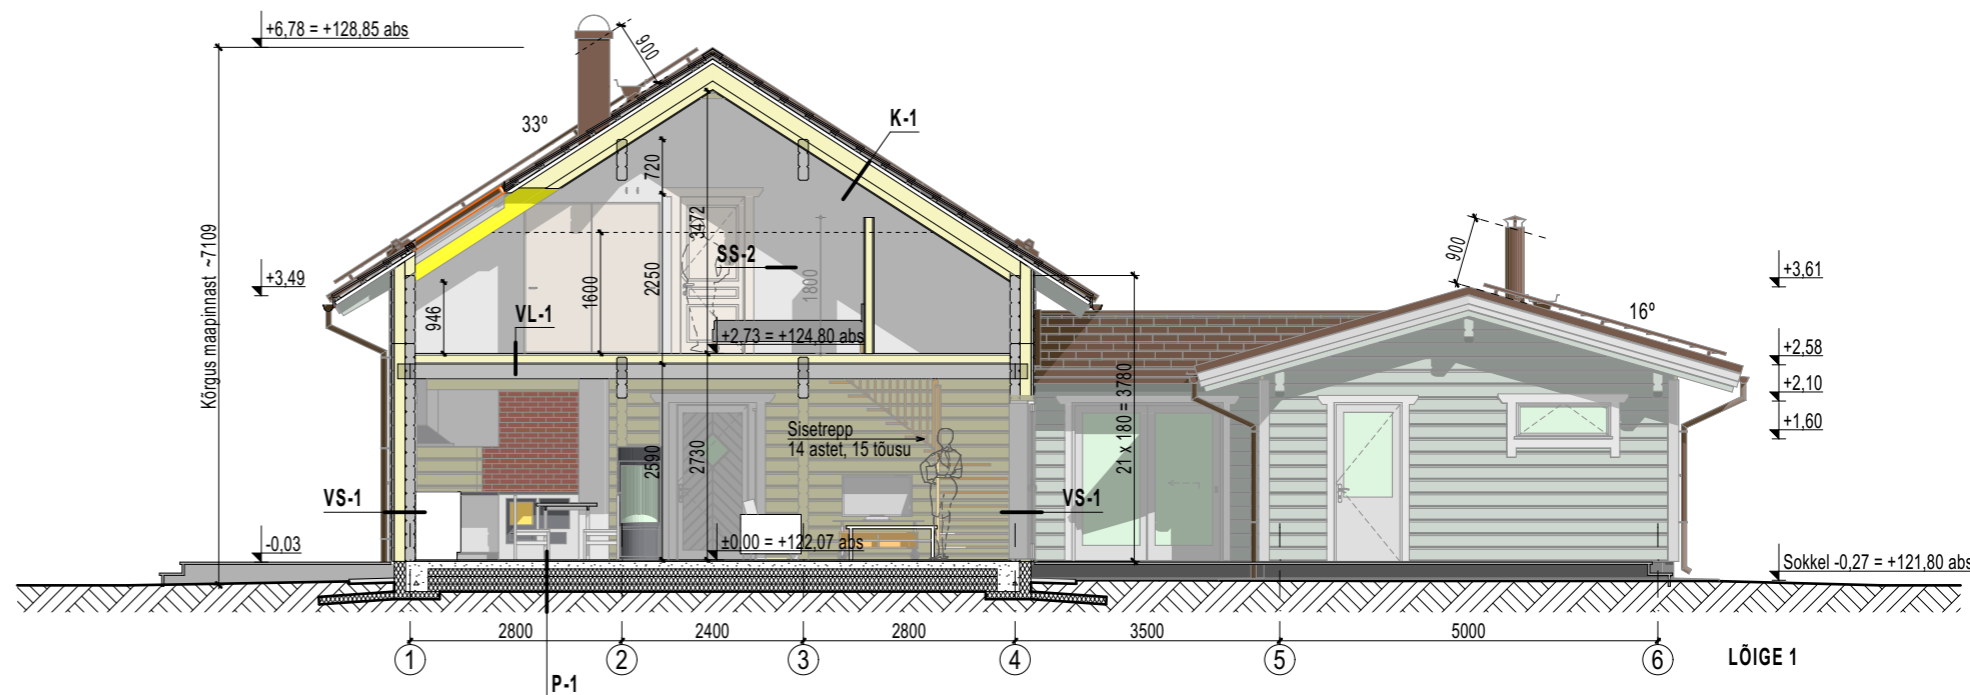 +6,78 = +128,85 abs
900
33º
K-1
720
3472
Kõrgus maapinnast ~7109
SS-2
900
+3,49
+3,61
2250
1600
1800
946
VL-1
16º
+2,73 = +124,80 abs
+2,58
+2,10
21 x 180 = 3780
+1,60
Sisetrepp
14 astet, 15 tõusu
2590
2730
VS-1
VS-1
-0,03
±0,00 = +122,07 abs
Sokkel -0,27 = +121,80 abs
2800
2400
2800
3500
5000
1
2
3
4
5
6
LÕIGE 1
P-1